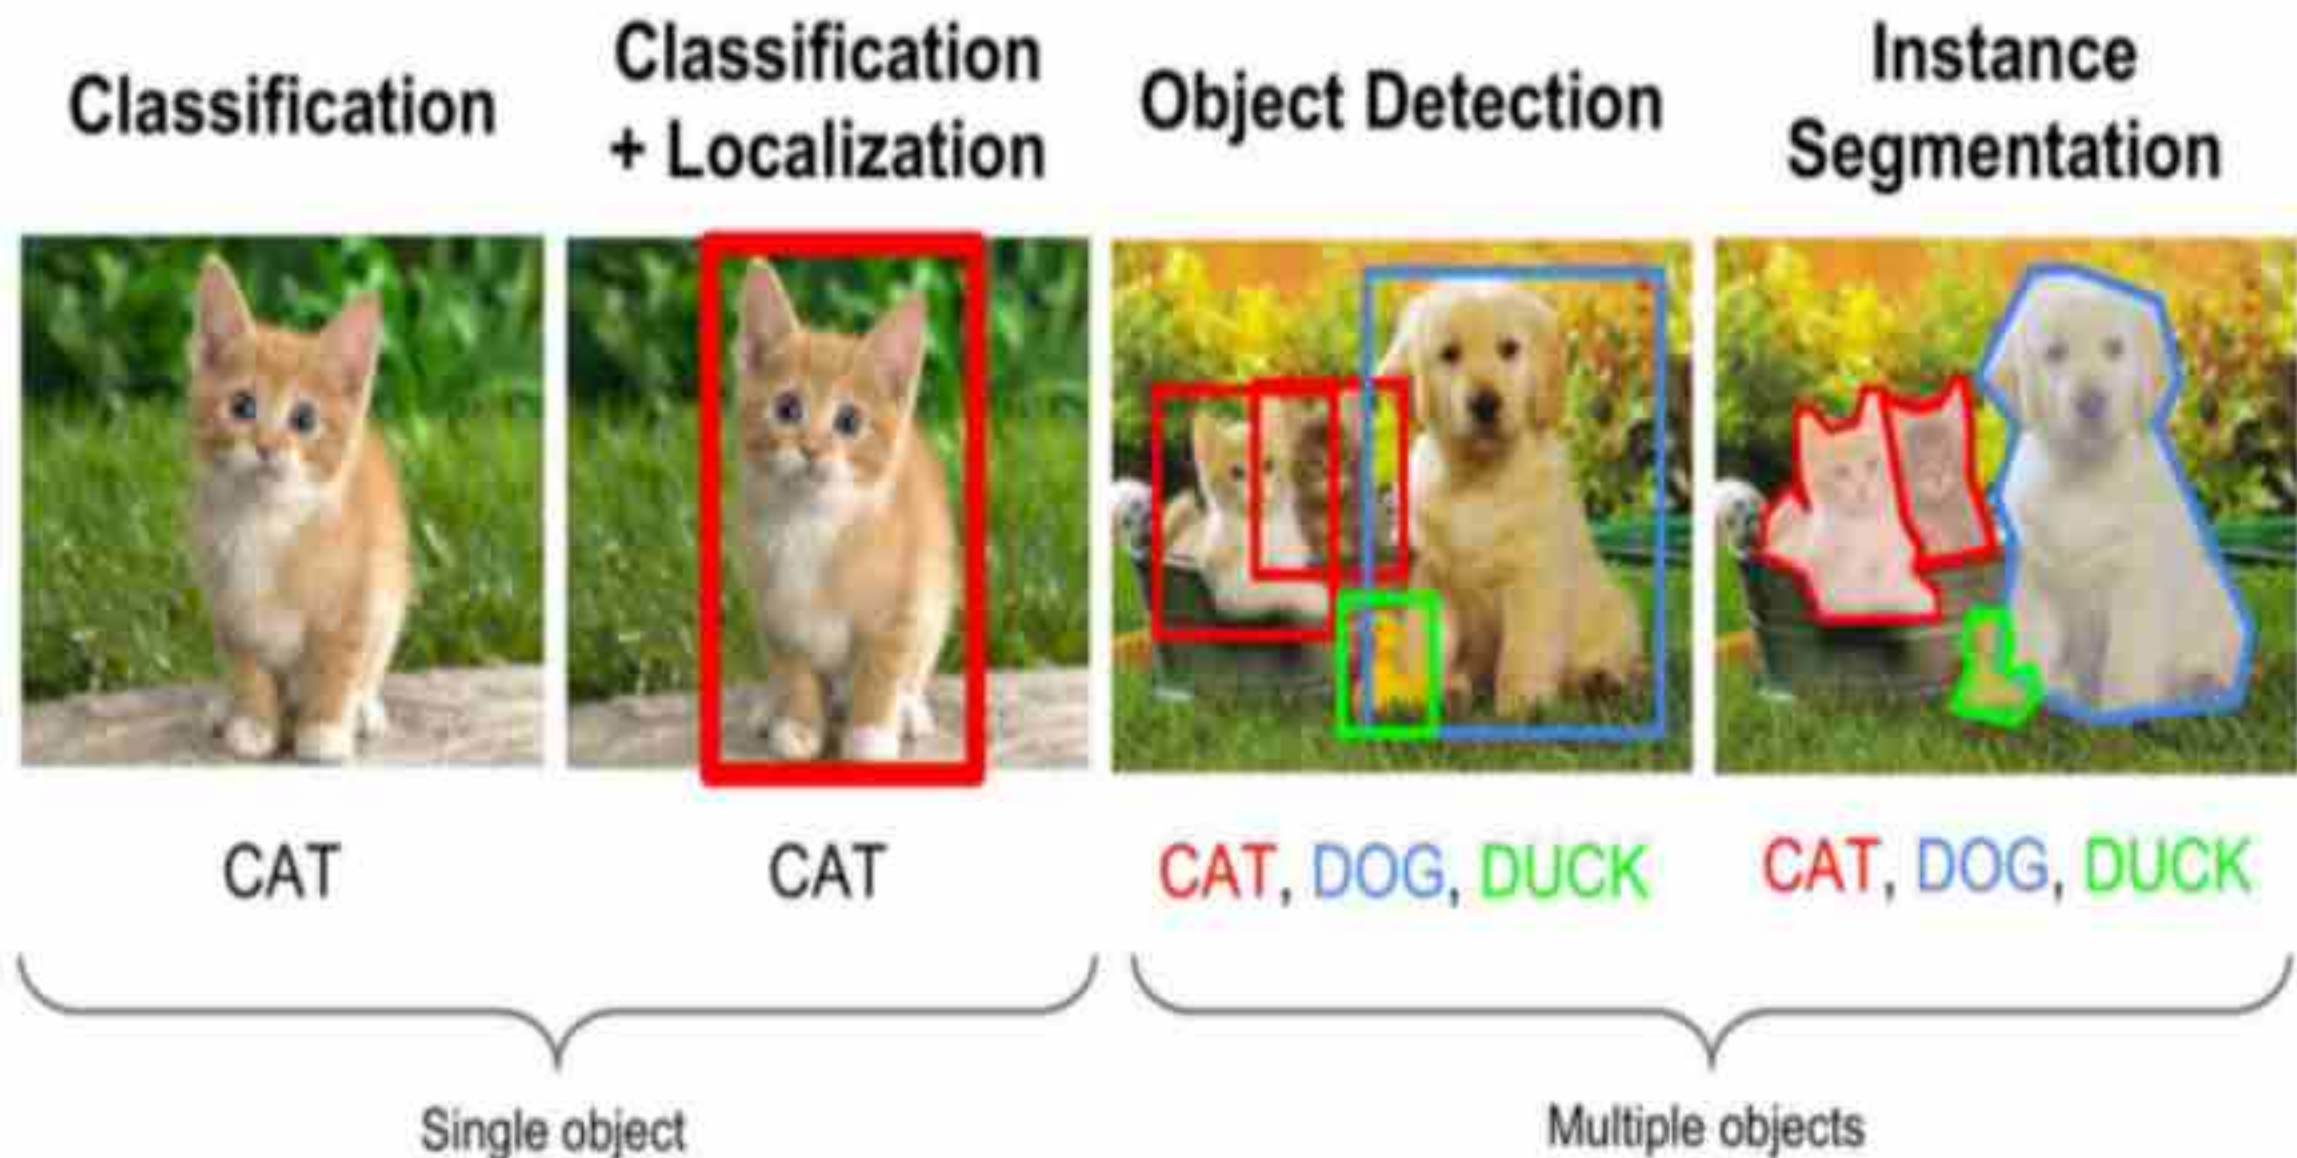 Classification
Classification
+ Localization
Object Detection
Instance
Segmentation
CAT
CAT
CAT, DOG, DUCK
CAT, DOG, DUCK
Single object
Multiple objects